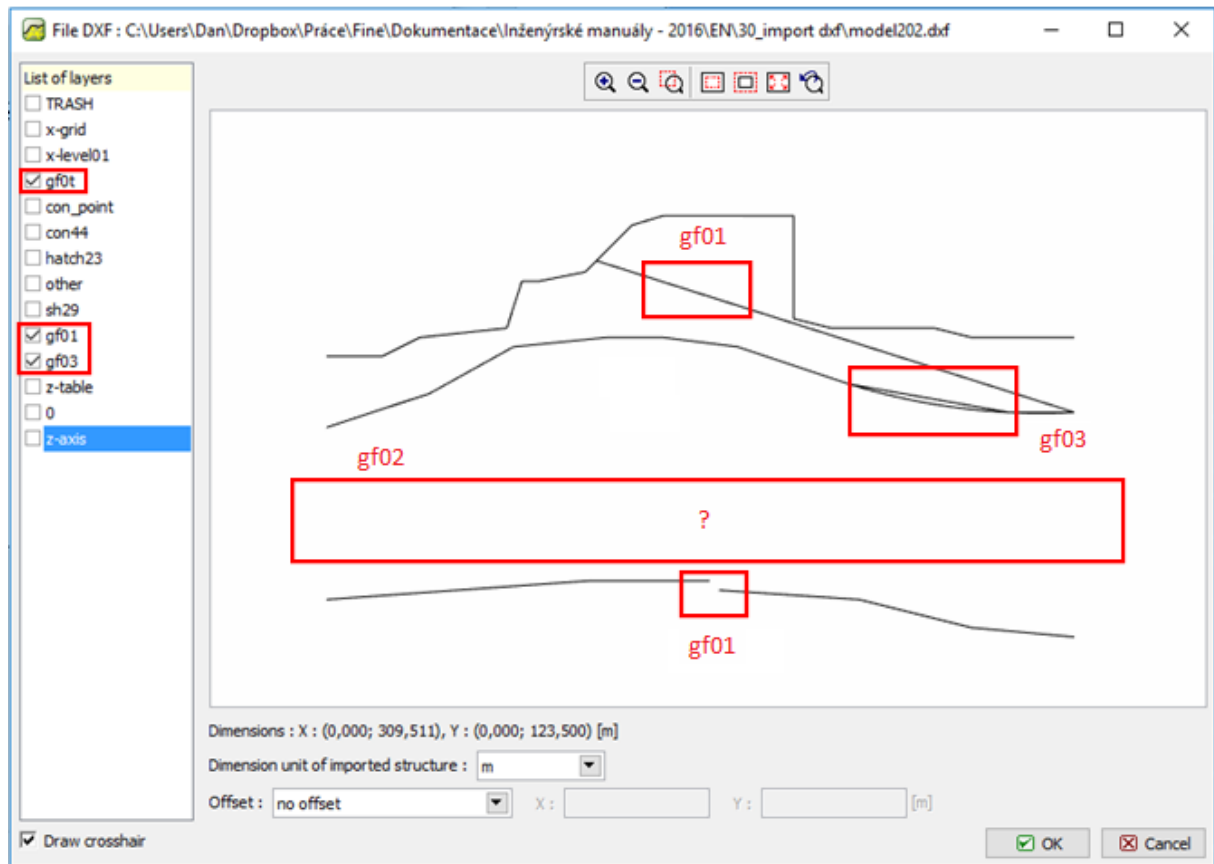 File DXF : C:\Users\Dan\Dropbox\Práce\Fine\Dokumentace\Inženýrské manuály - 2016\EN\30_import dxf\model202.dxf
List of layers
TRASH
x-grid
x-level01
gf0t
con_point
con44
hatch23
other
sh29
gf01
gf03
z-table
0
z-axis
gf01
gf03
gf02
?
gf01
Dimensions : X : (0,000; 309,511), Y : (0,000; 123,500) [m]
Dimension unit of imported structure : m
Offset : no offset X : Y : [m]
Draw crosshair
OK Cancel